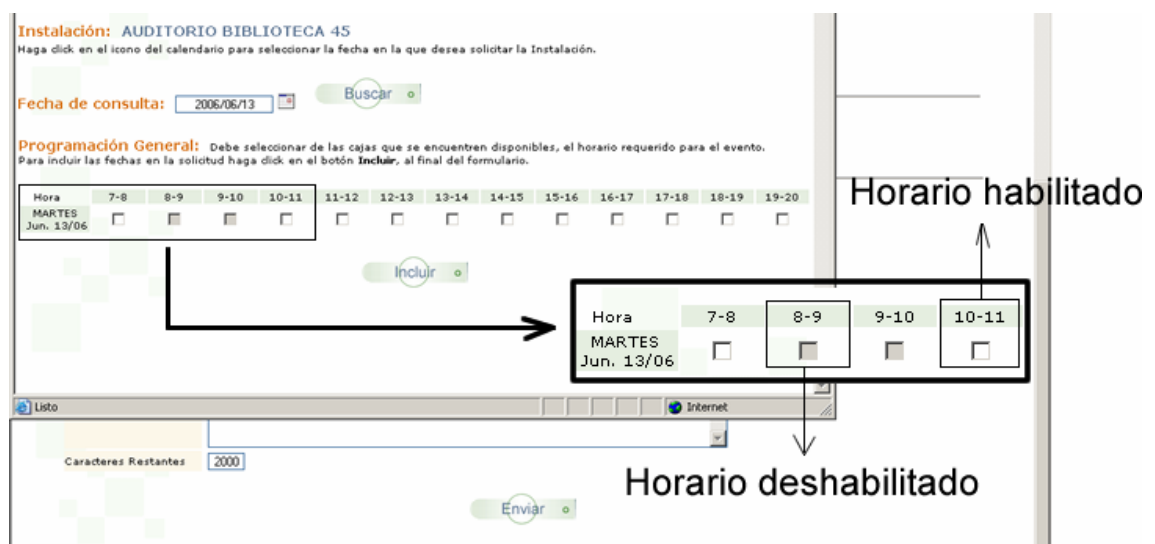 Instalación: AUDITORIO BIBLIOTECA 45
Haga click en el icono del calendario para seleccionar la fecha en la que desea solicitar la Instalación.
Fecha de consulta: 2006/06/13 Buscar
Programación General: Debe seleccionar de las cajas que se encuentren disponibles, el horario requerido para el evento.
Para incluir las fechas en la solicitud haga click en el botón Incluir, al final del formulario.
Hora 7-8 8-9 9-10 10-11 11-12 12-13 13-14 14-15 15-16 16-17 17-18 18-19 19-20
MARTES
Jun. 13/06
Incluir
Horario habilitado
Hora 7-8 8-9 9-10 10-11
MARTES
Jun. 13/06
Listo Internet
Caracteres Restantes 2000
Horario deshabilitado
Enviar